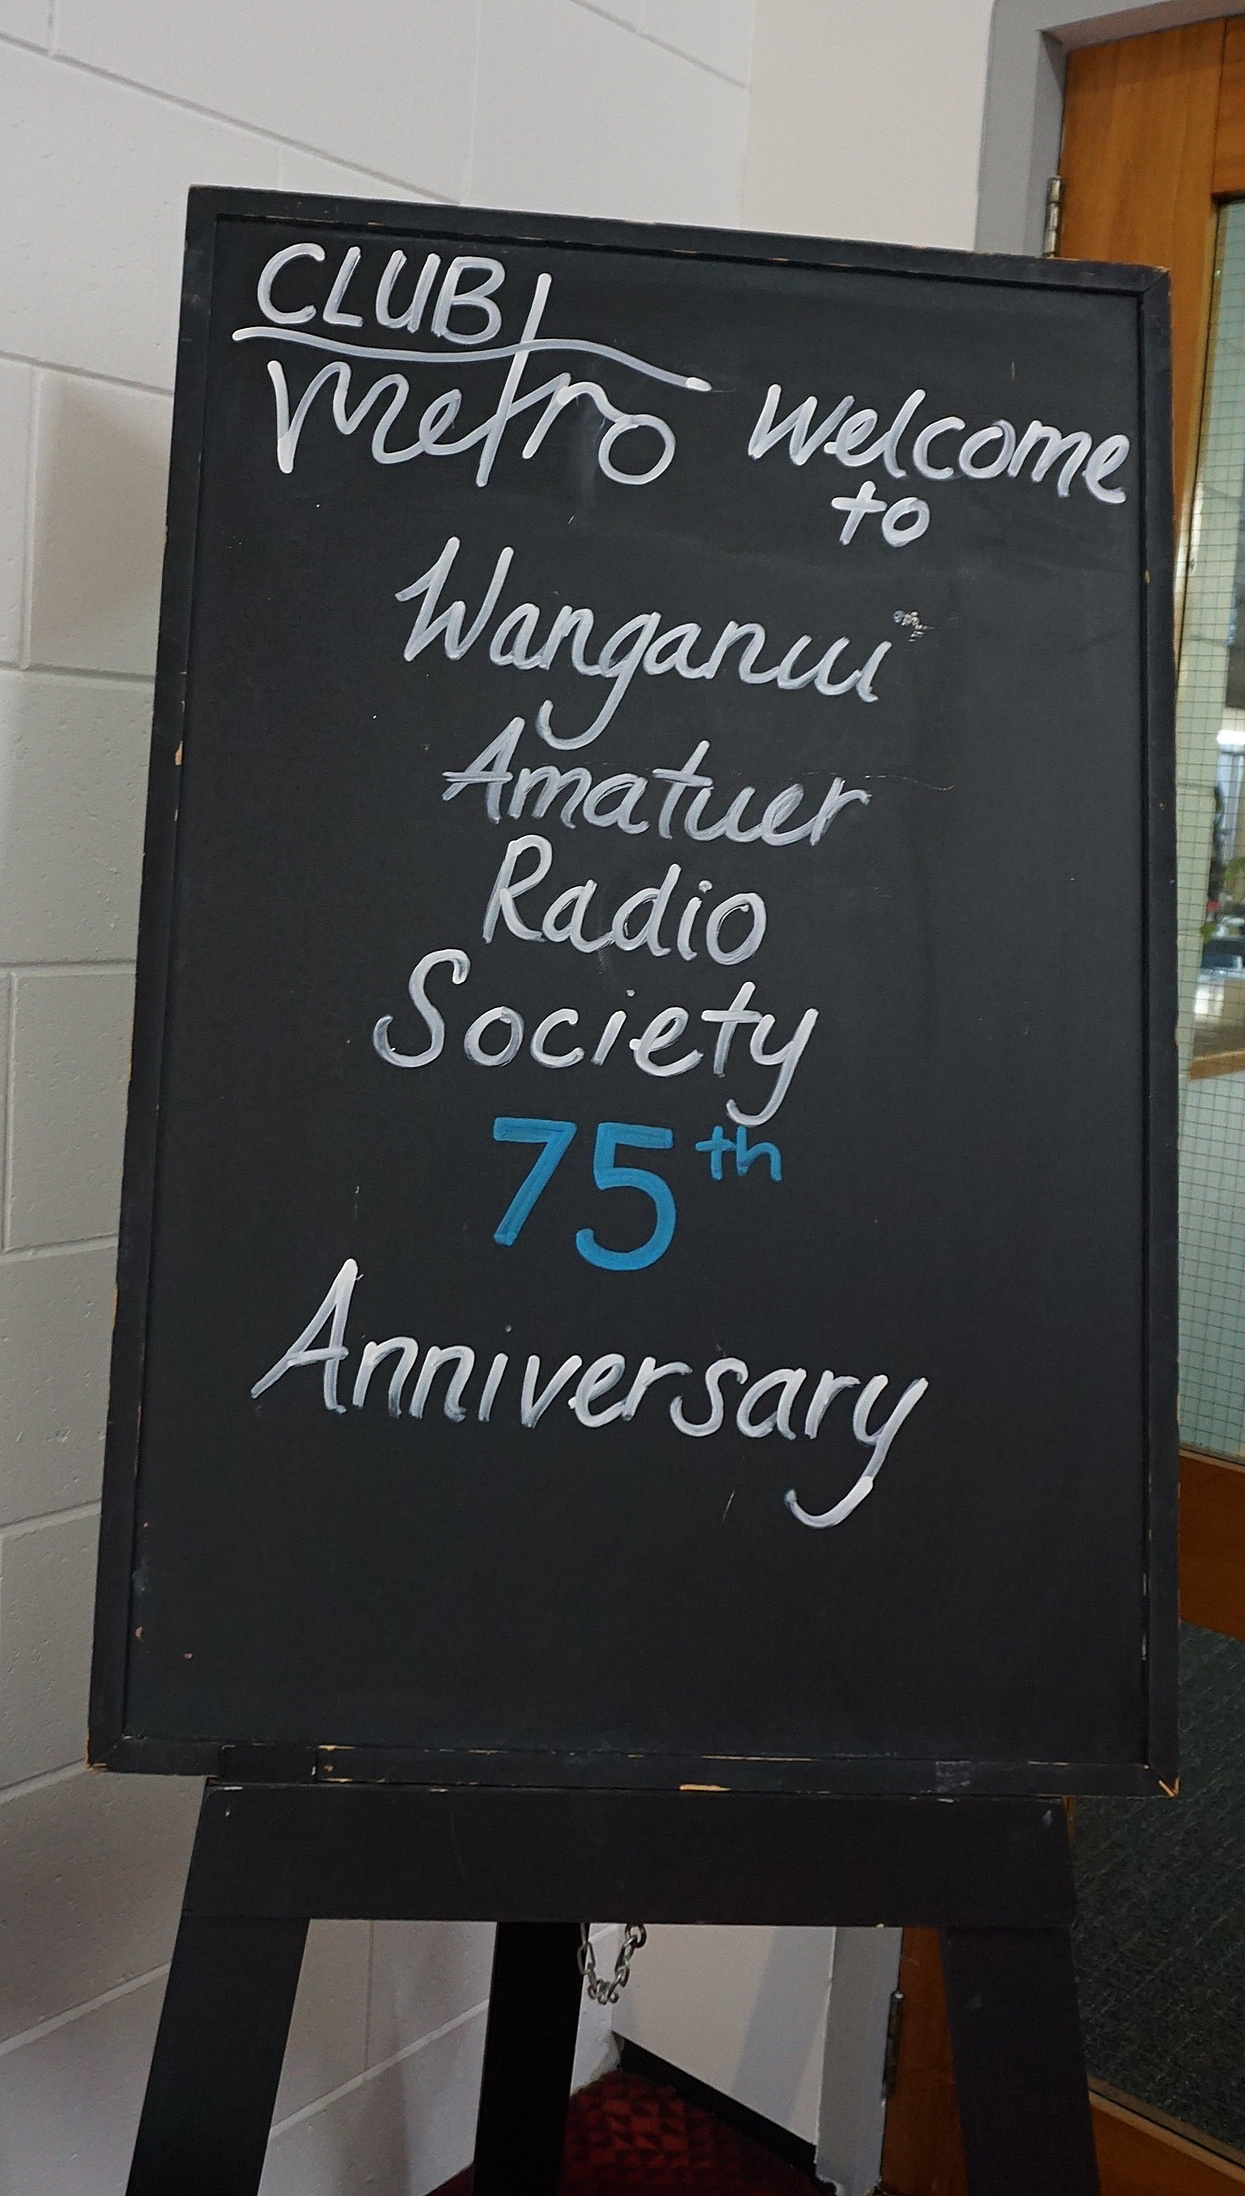 CLUB
Metro
Welcome
to
Wanganui
Amatuer
Radio
Society
75th
Anniversary